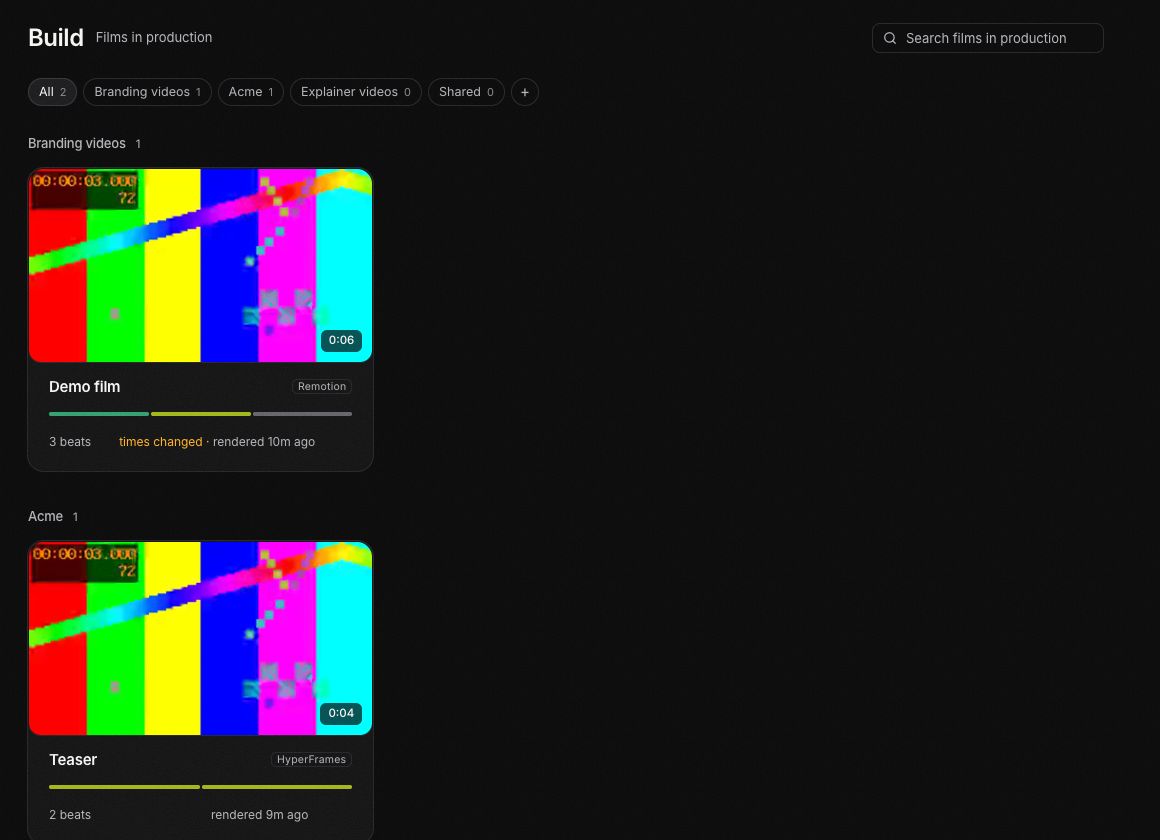 Build Films in production
Search films in production
All 2 Branding videos 1 Acme 1 Explainer videos 0 Shared 0 +
Branding videos 1
00:00:03.000
72
0:06
Demo film Remotion
3 beats times changed · rendered 10m ago
Acme 1
00:00:03.000
72
0:04
Teaser HyperFrames
2 beats rendered 9m ago